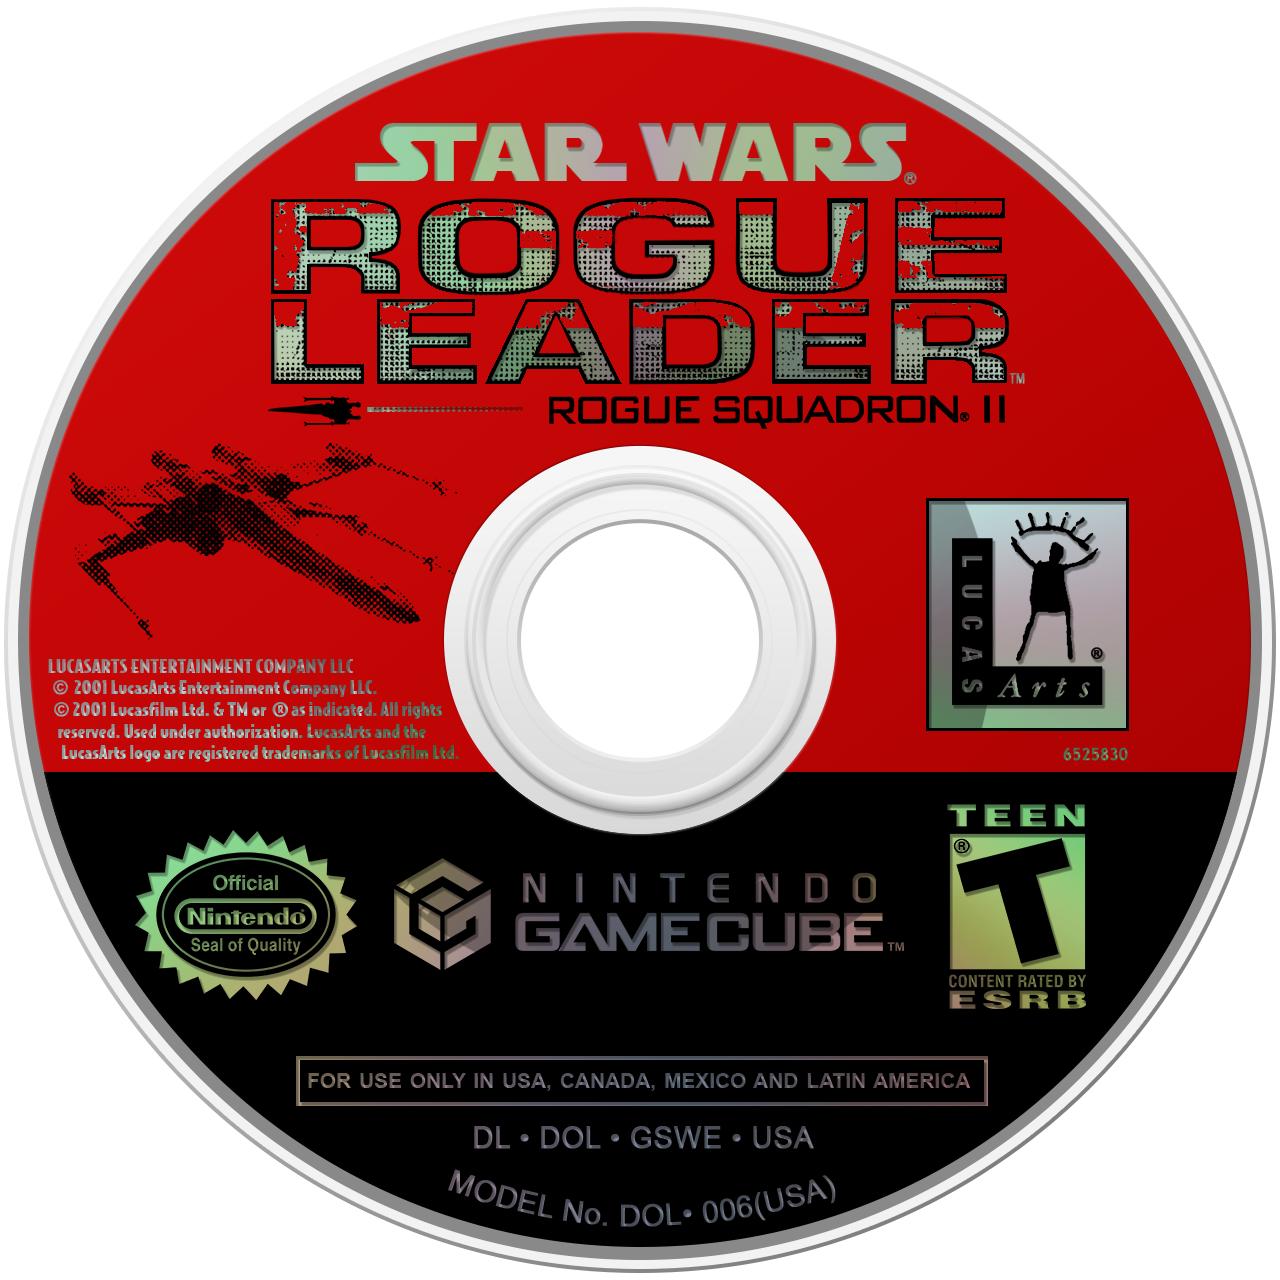 STAR WARS®
ROGUE
LEADER™
ROGUE SQUADRON® II
LUCASARTS ENTERTAINMENT COMPANY LLC
© 2001 LucasArts Entertainment Company LLC.
© 2001 Lucasfilm Ltd. & TM or ® as indicated. All rights
reserved. Used under authorization. LucasArts and the
LucasArts logo are registered trademarks of Lucasfilm Ltd.
LUCAS
Arts
®
6525830
Official
Nintendo®
Seal of Quality
NINTENDO
GAMECUBE™
TEEN
®
T
CONTENT RATED BY
ESRB
FOR USE ONLY IN USA, CANADA, MEXICO AND LATIN AMERICA
DL • DOL • GSWE • USA
MODEL No. DOL• 006(USA)